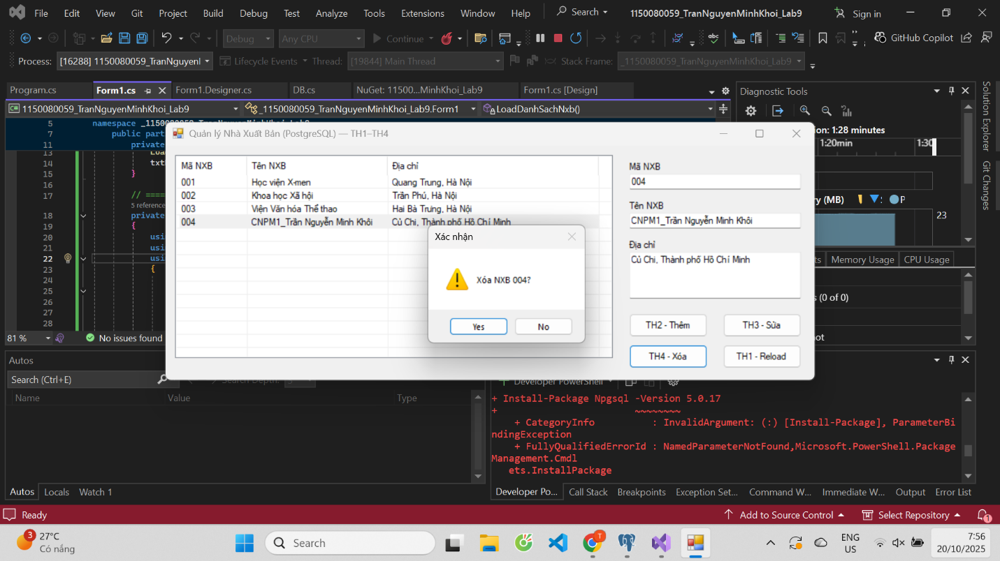 File Edit View Git Project Build Debug Test Analyze Tools Extensions Window Help Search 1150080059_TranNguyenMinhKhoi_Lab9 Sign in
Debug Any CPU Continue GitHub Copilot
Process: [16288] 1150080059_TranNguyenI Lifecycle Events Thread: [19844] Main Thread Stack Frame: _1150080059_TranNguyenMinhKhoi_Lab9
Program.cs Form1.cs Form1.Designer.cs DB.cs NuGet: 11500...MinhKhoi_Lab9 Form1.cs [Design]
1150080059_TranNguyenMinhKhoi_Lab9 _1150080059_TranNguyenMinhKhoi_Lab9.Form1 LoadDanhSachNxb()
5 namespace _1150080059_TranNguyenMinhKhoi_Lab9
7 public part
11 private
13
14 txt
15 }
16
17 // ====
5 reference
18 private
19 {
20 usi
21 usi
22 usi
23 {
24
25
26
27
28
81 % No issues found
Quản lý Nhà Xuất Bản (PostgreSQL) — TH1–TH4
Mã NXB Tên NXB Địa chỉ
001 Học viện X-men Quang Trung, Hà Nội
002 Khoa học Xã hội Trần Phú, Hà Nội
003 Viện Văn hóa Thể thao Hai Bà Trưng, Hà Nội
004 CNPM1_Trần Nguyễn Minh Khôi Củ Chi, Thành phố Hồ Chí Minh
Mã NXB
004
Tên NXB
CNPM1_Trần Nguyễn Minh Khôi
Địa chỉ
Củ Chi, Thành phố Hồ Chí Minh
TH2 - Thêm TH3 - Sửa
TH4 - Xóa TH1 - Reload
Xác nhận
Xóa NXB 004?
Yes No
Diagnostic Tools
ion: 1:28 minutes
1:20min 1:30
ry (MB) P
23
ts Memory Usage CPU Usage
s (0 of 0)
ot
Solution Explorer
Git Changes
Autos
Search (Ctrl+E) Search Depth: 3
Name Value Type
Autos Locals Watch 1
Developer PowerShell
+ Install-Package Npgsql -Version 5.0.17
+ ~~~~~~~~
+ CategoryInfo : InvalidArgument: (:) [Install-Package], ParameterBi
ndingException
+ FullyQualifiedErrorId : NamedParameterNotFound,Microsoft.PowerShell.Package
Management.Cmdl
ets.InstallPackage
Developer Po... Call Stack Breakpoints Exception Set... Command W... Immediate W... Output Error List
Ready Add to Source Control Select Repository 1
3 27°C
Có nắng
Search
T
ENG
US
7:56
20/10/2025